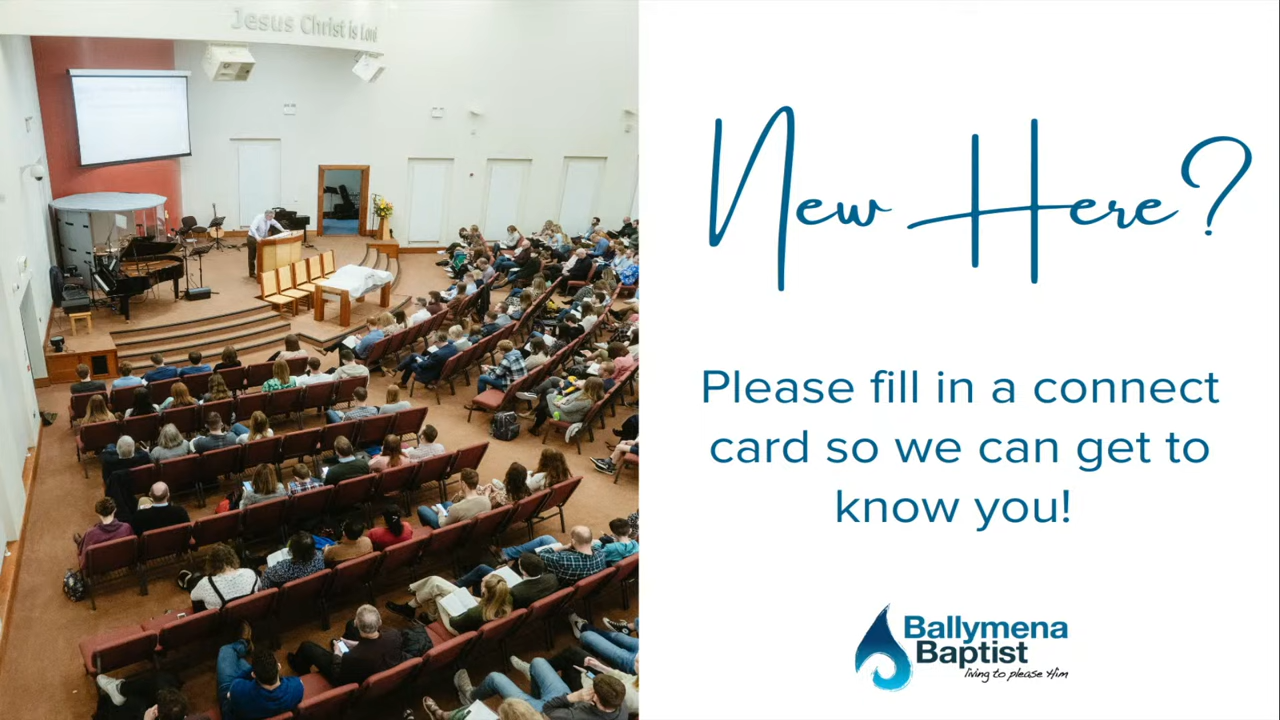 Jesus Christ is Lord
New Here?
Please fill in a connect
card so we can get to
know you!
Ballymena
Baptist
living to please Him